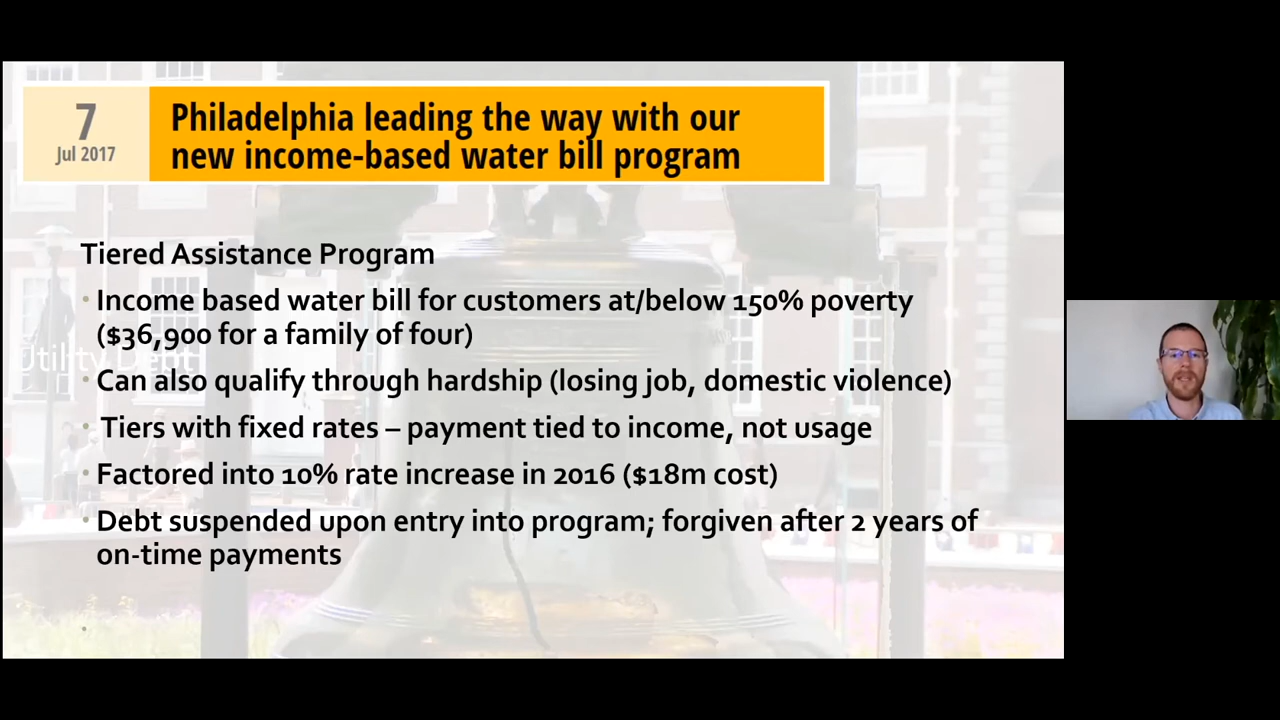 7
Jul 2017
Philadelphia leading the way with our
new income-based water bill program
Tiered Assistance Program
• Income based water bill for customers at/below 150% poverty
($36,900 for a family of four)
Utility Debt
• Can also qualify through hardship (losing job, domestic violence)
• Tiers with fixed rates – payment tied to income, not usage
• Factored into 10% rate increase in 2016 ($18m cost)
• Debt suspended upon entry into program; forgiven after 2 years of
on-time payments
•